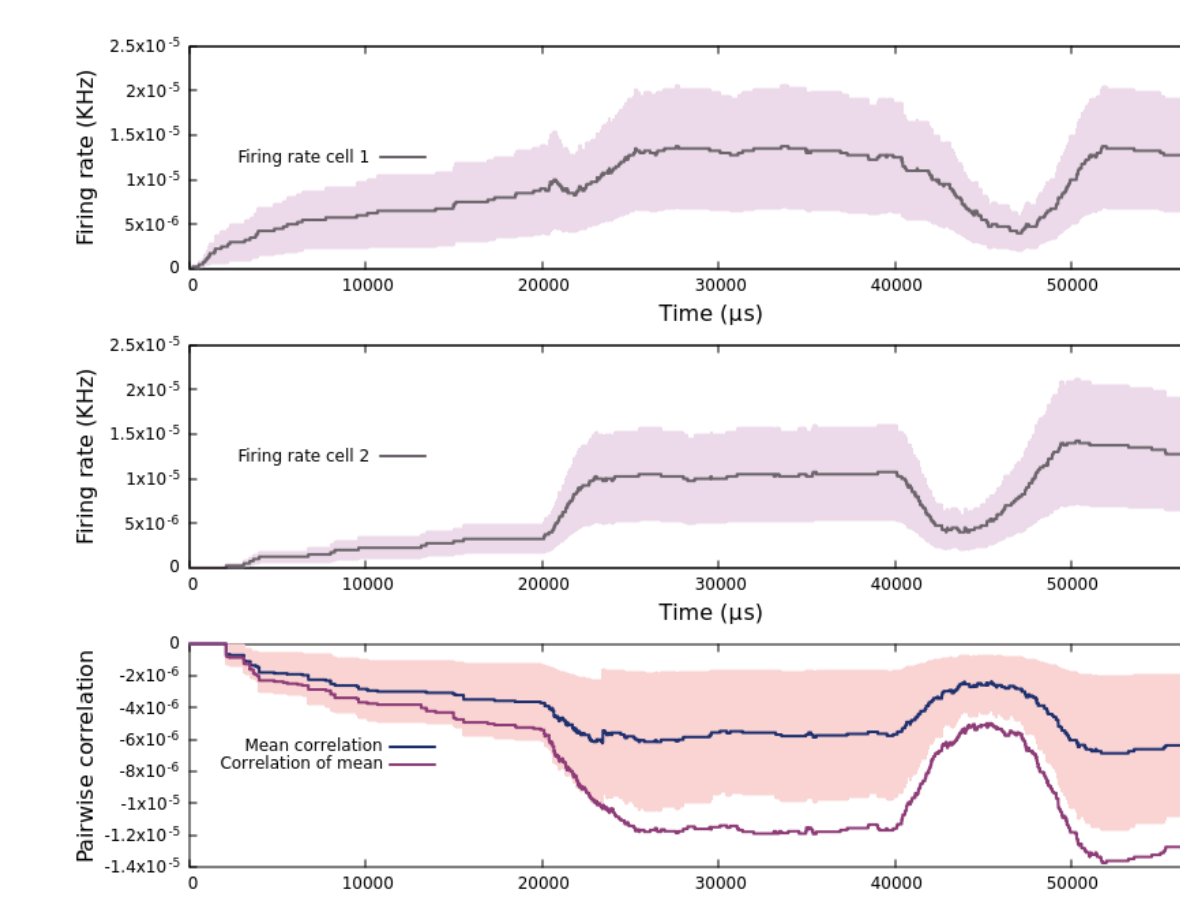 2.5x10-5
2x10-5
1.5x10-5
1x10-5
5x10-6
0
Firing rate (KHz)
Firing rate cell 1
0 10000 20000 30000 40000 50000
Time (µs)
2.5x10-5
2x10-5
1.5x10-5
1x10-5
5x10-6
0
Firing rate (KHz)
Firing rate cell 2
0 10000 20000 30000 40000 50000
Time (µs)
0
-2x10-6
-4x10-6
-6x10-6
-8x10-6
-1x10-5
-1.2x10-5
-1.4x10-5
Pairwise correlation
Mean correlation
Correlation of mean
0 10000 20000 30000 40000 50000